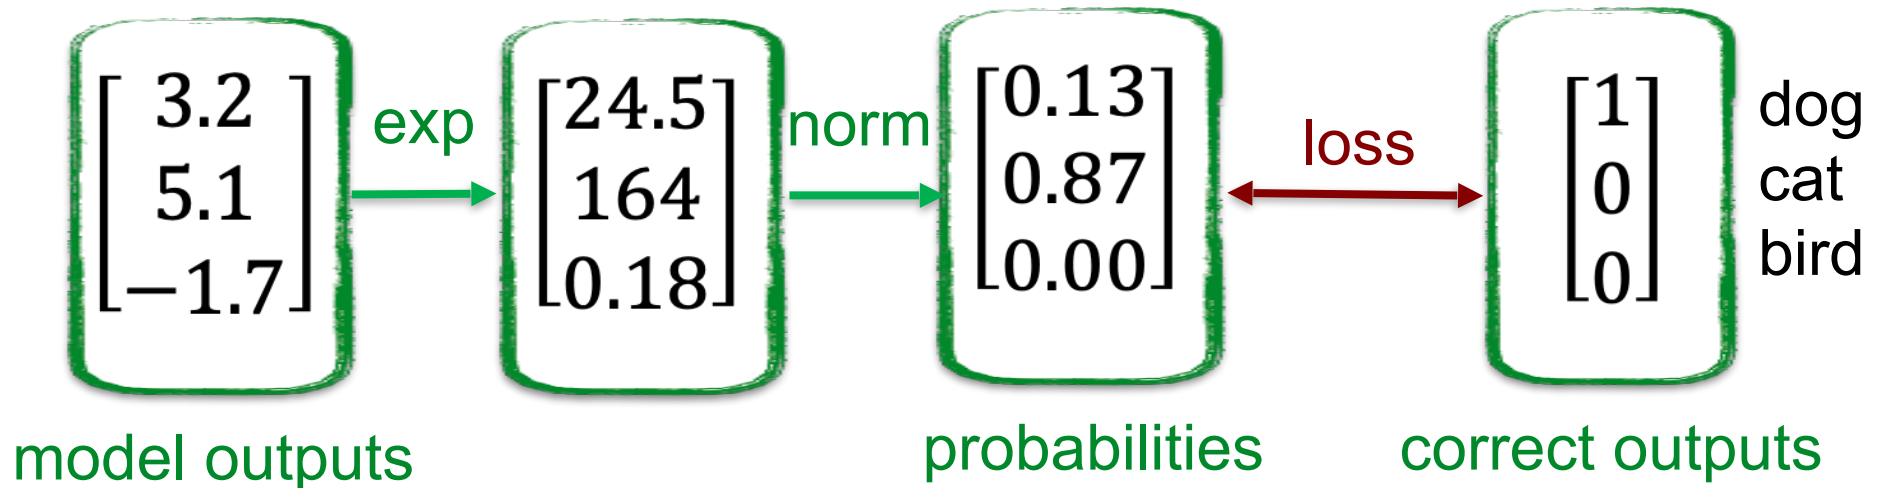 3.2
5.1
−1.7
exp
24.5
164
0.18
norm
0.13
0.87
0.00
loss
1
0
0
dog
cat
bird
model outputs
probabilities
correct outputs